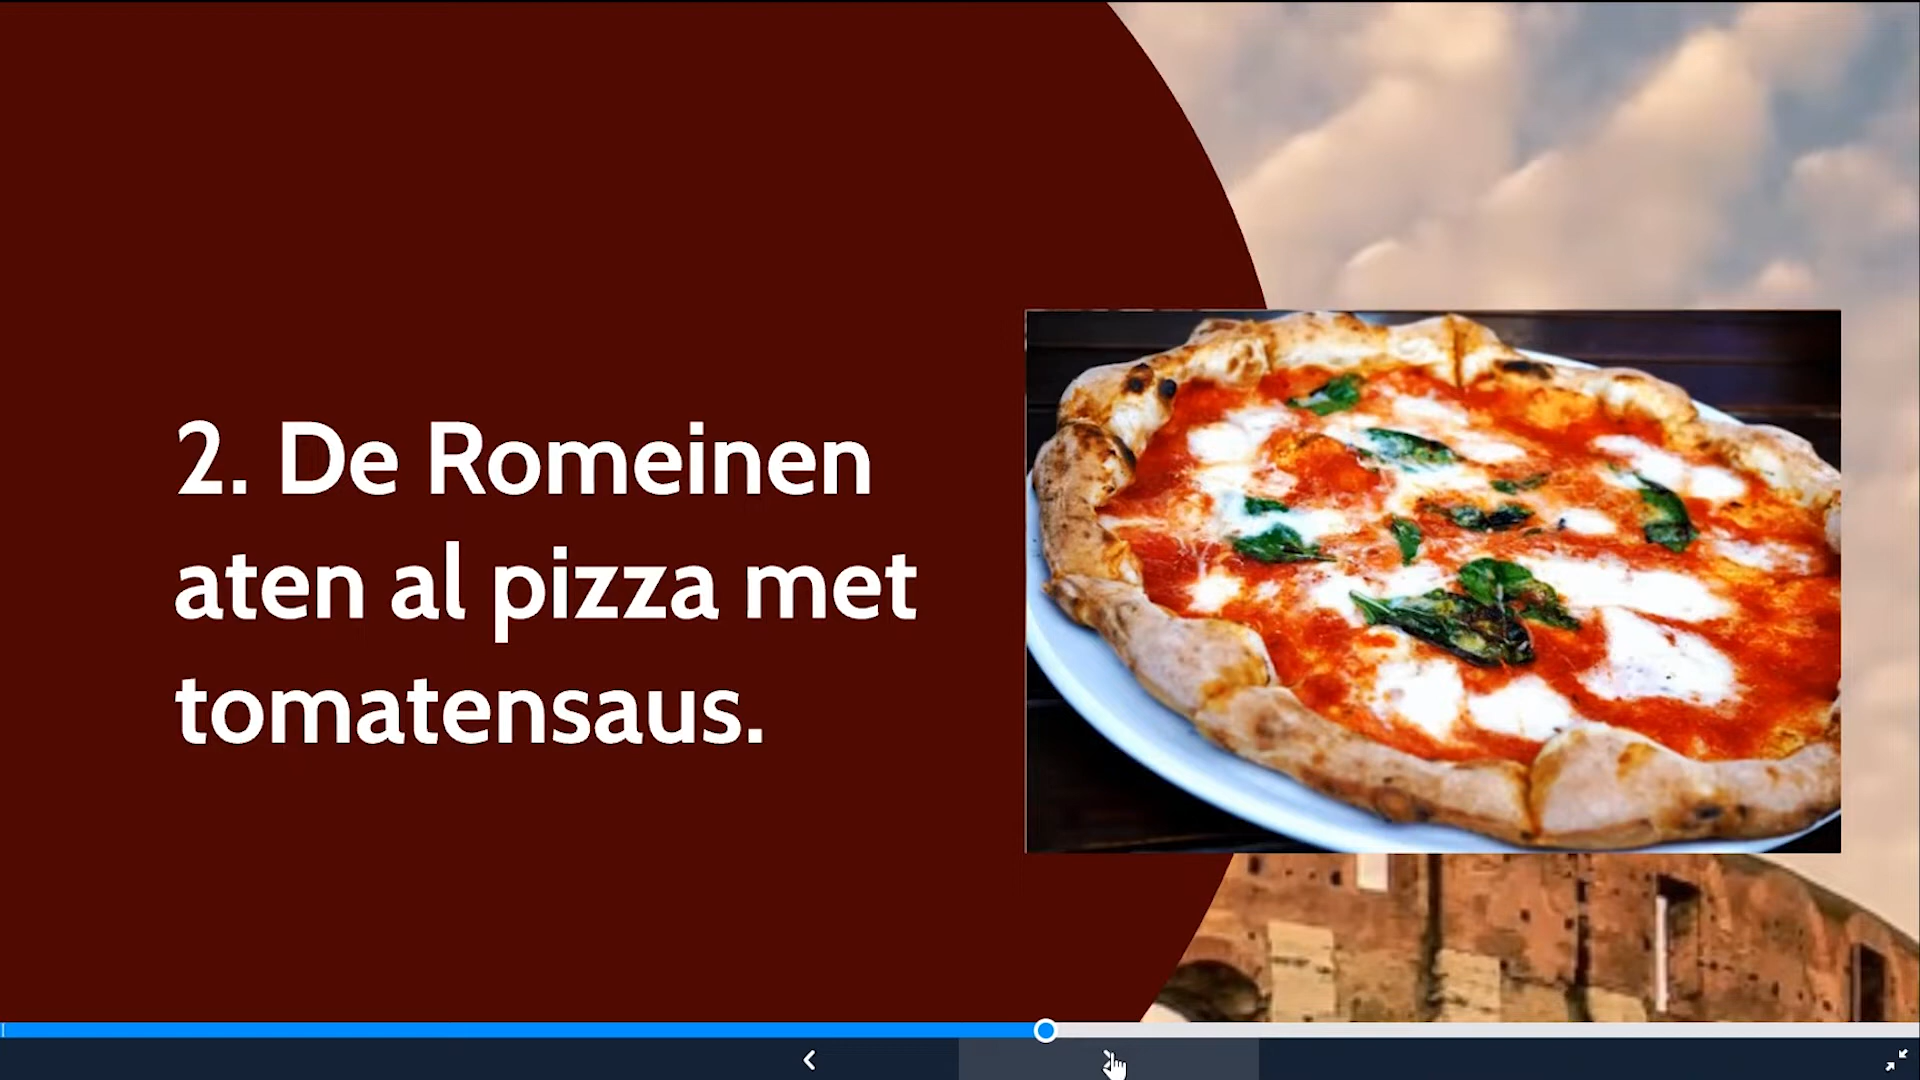 2. De Romeinen
aten al pizza met
tomatensaus.